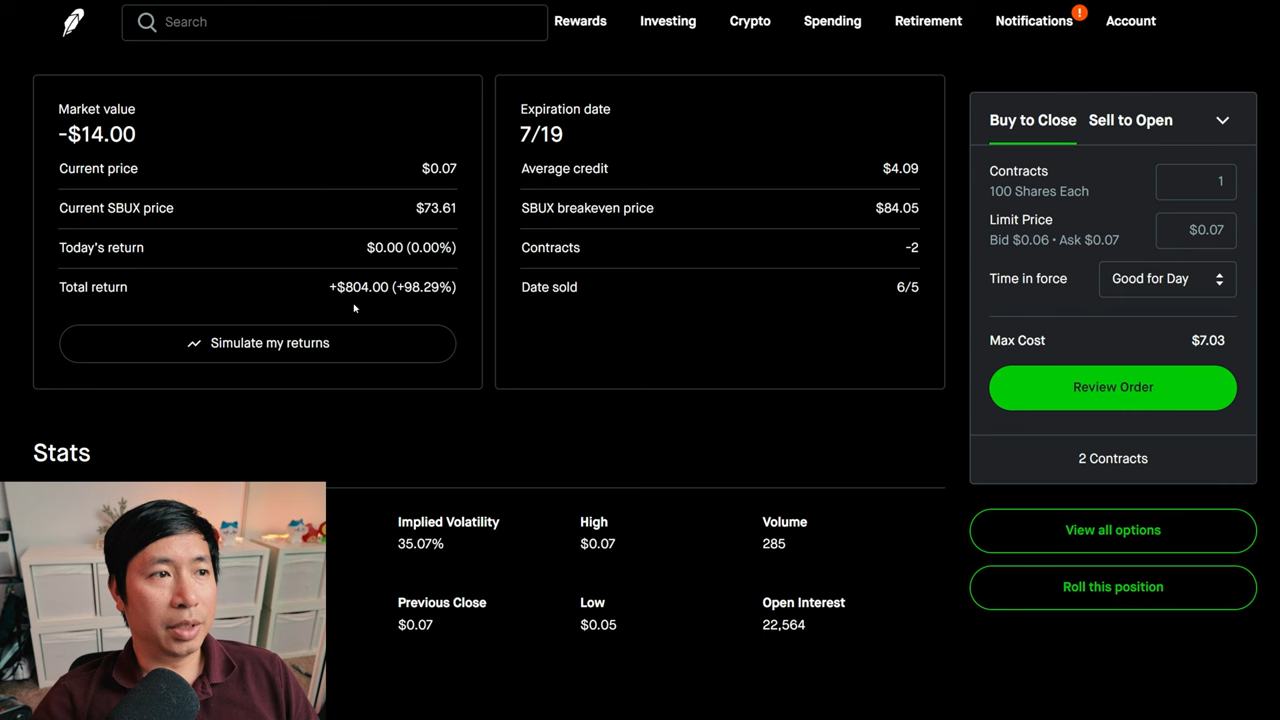 Search
Rewards
Investing
Crypto
Spending
Retirement
Notifications
!
Account
Market value
-$14.00
Current price $0.07
Current SBUX price $73.61
Today's return $0.00 (0.00%)
Total return +$804.00 (+98.29%)
Simulate my returns
Expiration date
7/19
Average credit $4.09
SBUX breakeven price $84.05
Contracts -2
Date sold 6/5
Buy to Close Sell to Open
Contracts
100 Shares Each
1
Limit Price
Bid $0.06 • Ask $0.07
$0.07
Time in force Good for Day
Max Cost $7.03
Review Order
2 Contracts
View all options
Roll this position
Stats
Implied Volatility High Volume
35.07% $0.07 285
Previous Close Low Open Interest
$0.07 $0.05 22,564